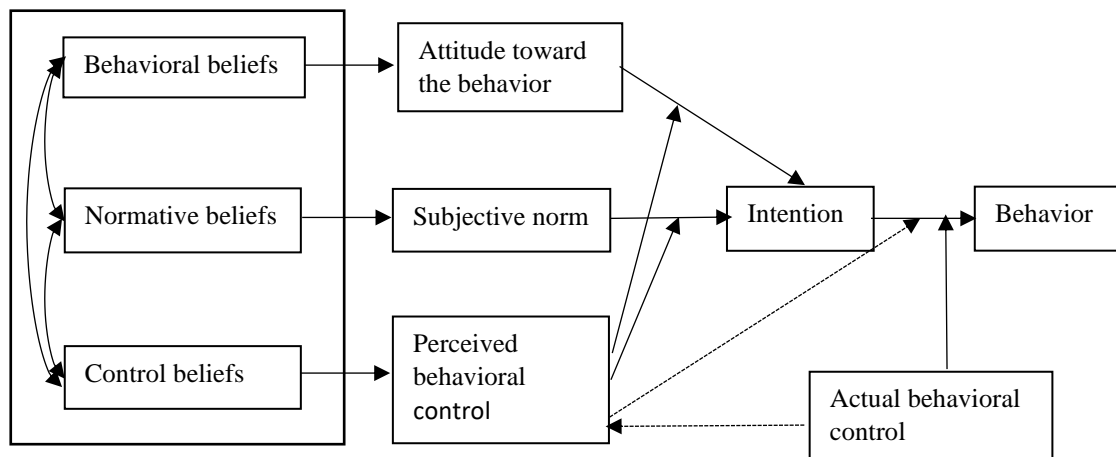 Behavioral beliefs
Attitude toward
the behavior
Normative beliefs
Subjective norm
Intention
Behavior
Control beliefs
Perceived
behavioral
control
Actual behavioral
control